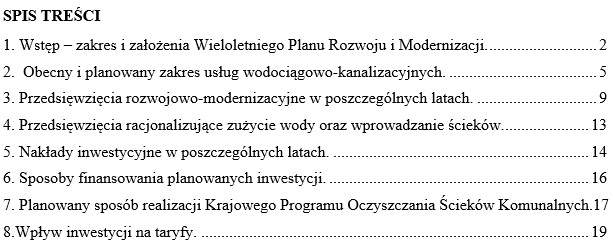 SPIS TREŚCI
1. Wstęp – zakres i założenia Wieloletniego Planu Rozwoju i Modernizacji. 2
2. Obecny i planowany zakres usług wodociągowo-kanalizacyjnych. 5
3. Przedsięwzięcia rozwojowo-modernizacyjne w poszczególnych latach. 9
4. Przedsięwzięcia racjonalizujące zużycie wody oraz wprowadzanie ścieków 13
5. Nakłady inwestycyjne w poszczególnych latach. 14
6. Sposoby finansowania planowanych inwestycji. 16
7. Planowany sposób realizacji Krajowego Programu Oczyszczania Ścieków Komunalnych.17
8.Wpływ inwestycji na taryfy. 19